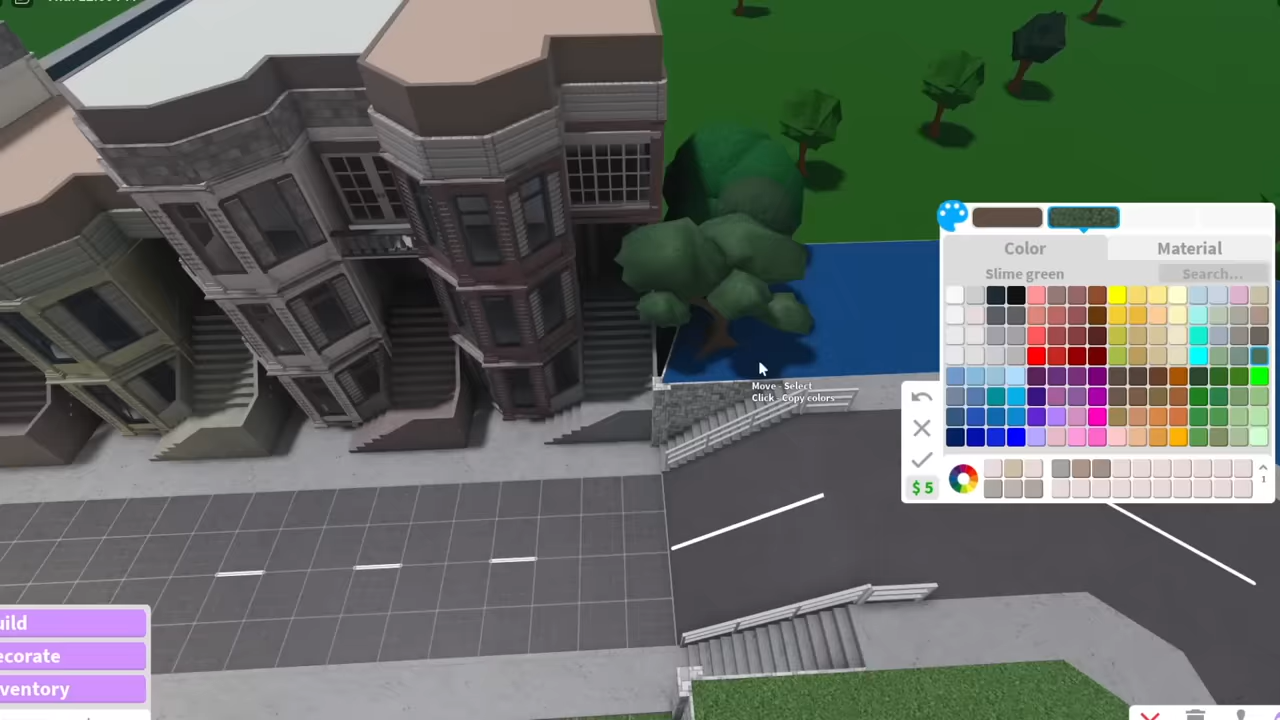 Color
Material
Slime green
Search...
Move - Select
Click - Copy colors
$ 5
1
uild
ecorate
ventory